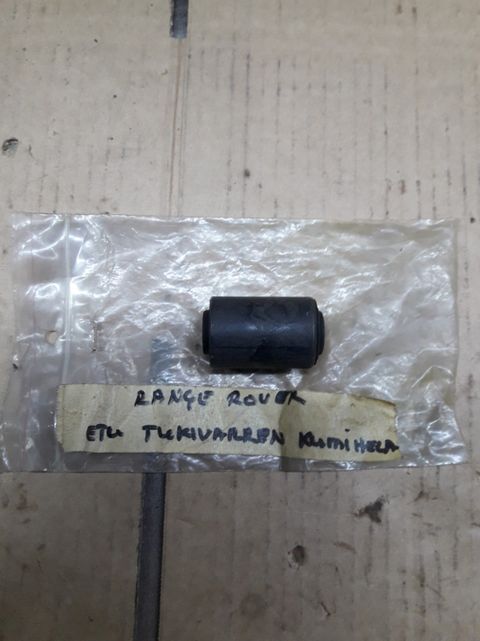 RANGE ROVER
ETU TUKIVARREN KUMIHELA